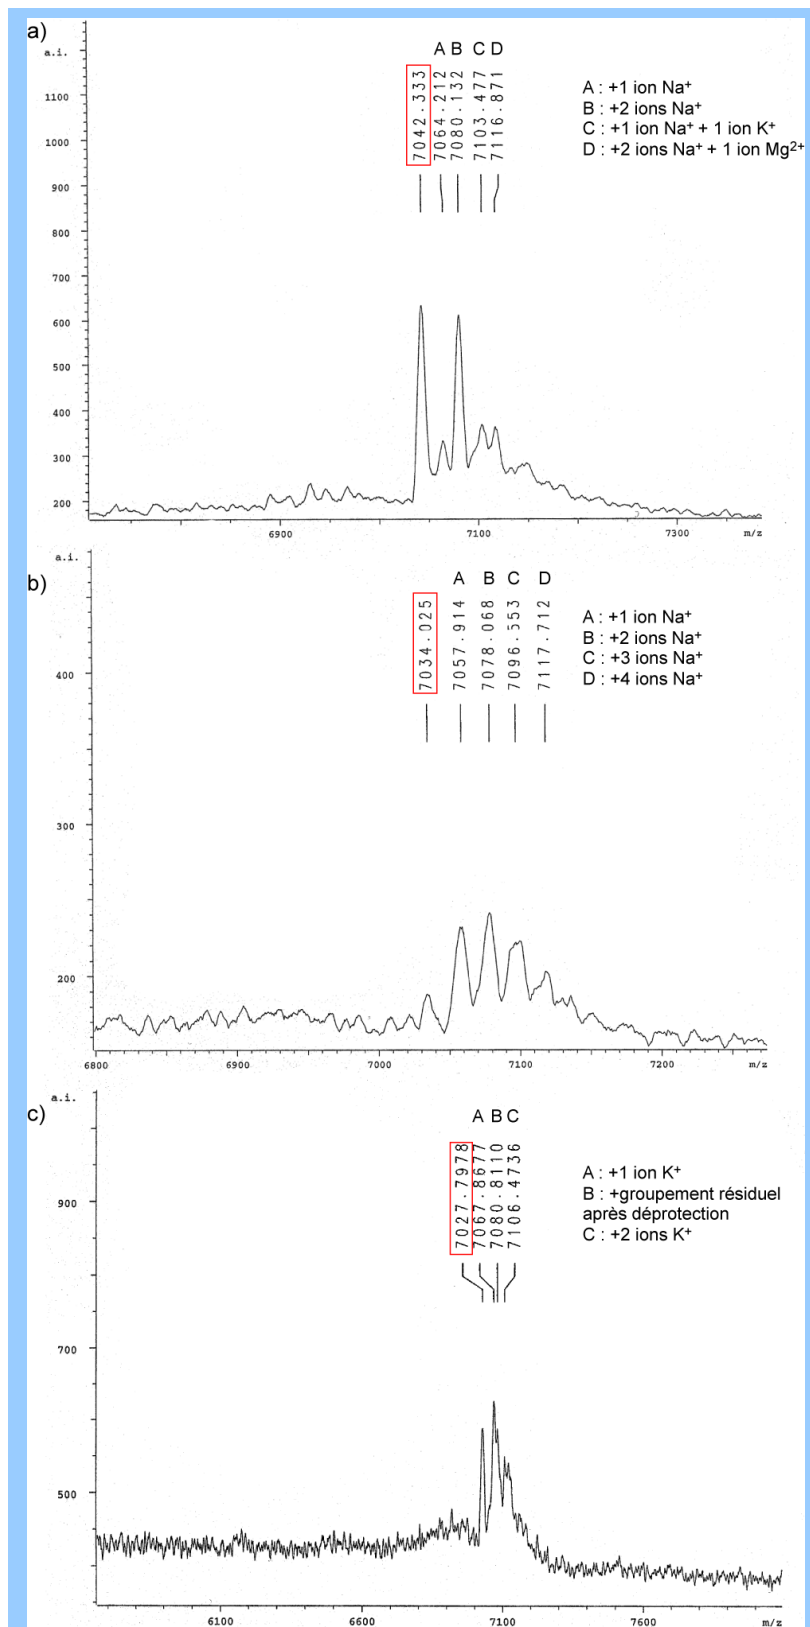 a)
a.i.
A B C D
7042.333
7064.212
7080.132
7103.477
7116.871
A : +1 ion Na⁺
B : +2 ions Na⁺
C : +1 ion Na⁺ + 1 ion K⁺
D : +2 ions Na⁺ + 1 ion Mg²⁺
1100
1000
900
800
700
600
500
400
300
200
6900 7100 7300 m/z
a.i.
b)
A B C D
7034.025
7057.914
7078.068
7096.553
7117.712
A : +1 ion Na⁺
B : +2 ions Na⁺
C : +3 ions Na⁺
D : +4 ions Na⁺
400
300
200
6800 6900 7000 7100 7200 m/z
a.i.
c)
A B C
7027.7978
7067.8677
7080.8110
7106.4736
A : +1 ion K⁺
B : +groupement résiduel
après déprotection
C : +2 ions K⁺
900
700
500
6100 6600 7100 7600 m/z